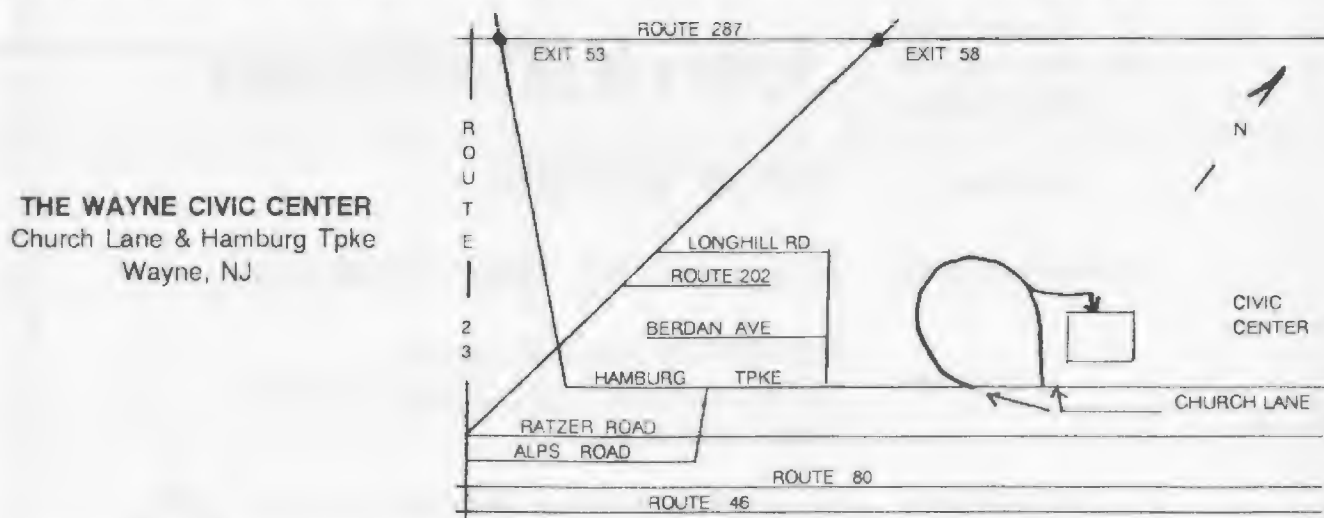 THE WAYNE CIVIC CENTER
Church Lane & Hamburg Tpke
Wayne, NJ
ROUTE 287
EXIT 53
EXIT 58
N
ROUTE 23
LONGHILL RD
ROUTE 202
BERDAN AVE
HAMBURG TPKE
CIVIC
CENTER
CHURCH LANE
RATZER ROAD
ALPS ROAD
ROUTE 80
ROUTE 46